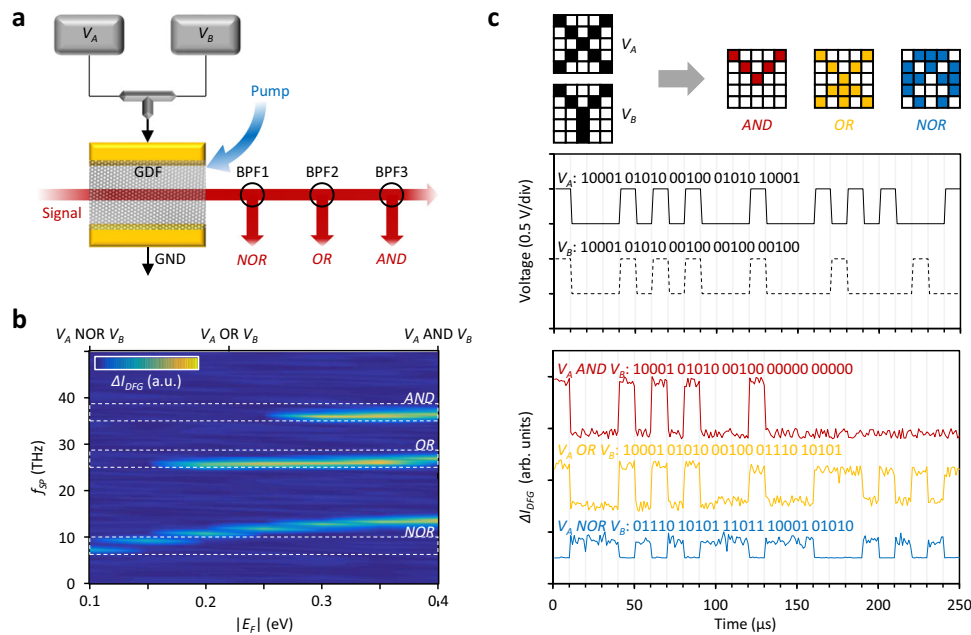 a
V_A
V_B
Pump
GDF
BPF1 BPF2 BPF3
Signal
GND
NOR OR AND
b
V_A NOR V_B V_A OR V_B V_A AND V_B
ΔI_DFG (a.u.)
AND
OR
NOR
f_SP (THz)
40
30
20
10
0
0.1 0.2 0.3 0.4
|E_F| (eV)
c
V_A
V_B
AND OR NOR
V_A: 10001 01010 00100 01010 10001
V_B: 10001 01010 00100 00100 00100
Voltage (0.5 V/div)
V_A AND V_B: 10001 01010 00100 00000 00000
V_A OR V_B: 10001 01010 00100 01110 10101
V_A NOR V_B: 01110 10101 11011 10001 01010
ΔI_DFG (arb. units)
0 50 100 150 200 250
Time (μs)